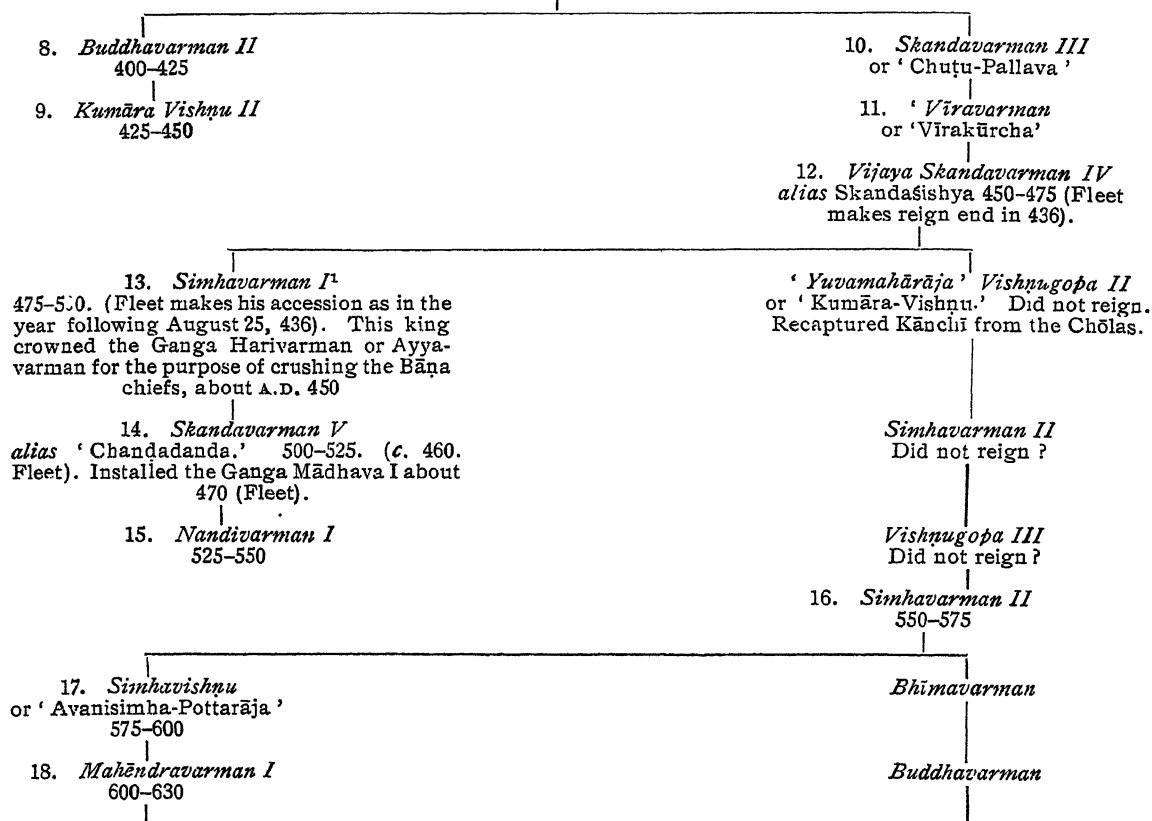 8. Buddhavarman II
400–425
9. Kumāra Vishṇu II
425–450
10. Skandavarman III
or ‘ Chuṭu-Pallava ’
11. ‘ Vīravarman
or ‘Vīrakūrcha’
12. Vijaya Skandavarman IV
alias Skandaśishya 450–475 (Fleet
makes reign end in 436).
13. Simhavarman I¹
475– (Fleet makes his accession as in the
year following August 25, 436). This king
crowned the Ganga Harivarman or Ayya-
varman for the purpose of crushing the Bāṇa
chiefs, about A.D. 450
14. Skandavarman V
alias ‘ Chaṇḍadanda.’ 500–525. (c. 460.
Fleet). Installed the Ganga Mādhava I about
470 (Fleet).
15. Nandivarman I
525–550
‘ Yuvamahārāja ’ Vishṇugopa II
or ‘ Kumāra-Vishṇu.’ Did not reign.
Recaptured Kānchī from the Chōlas.
Simhavarman II
Did not reign ?
Vishṇugopa III
Did not reign ?
16. Simhavarman II
550–575
17. Simhavishṇu
or ‘ Avanisimha-Pottarāja ’
575–600
18. Mahēndravarman I
600–630
Bhīmavarman
Buddhavarman